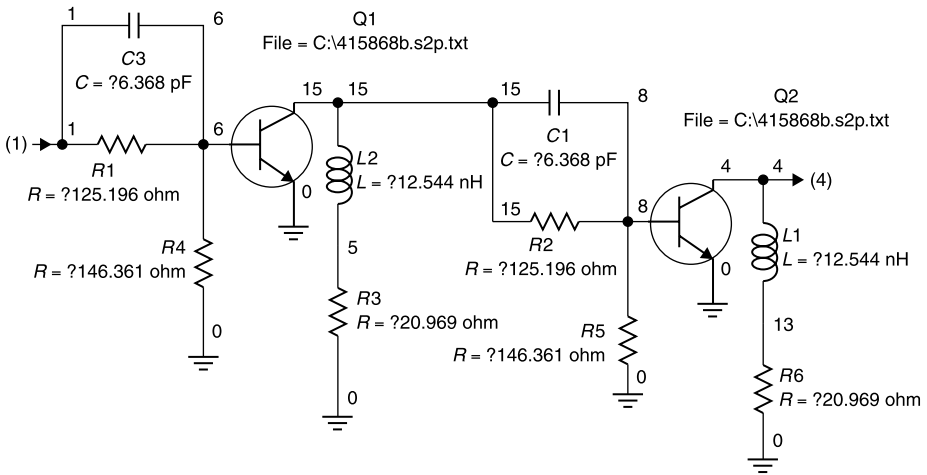 1
6
C3
C = ?6.368 pF
Q1
File = C:\415868b.s2p.txt
(1)
1
6
R1
R = ?125.196 ohm
R4
R = ?146.361 ohm
0
15
15
0
L2
L = ?12.544 nH
5
R3
R = ?20.969 ohm
0
15
8
C1
C = ?6.368 pF
15
8
R2
R = ?125.196 ohm
R5
R = ?146.361 ohm
0
Q2
File = C:\415868b.s2p.txt
4
4
(4)
0
L1
L = ?12.544 nH
13
R6
R = ?20.969 ohm
0